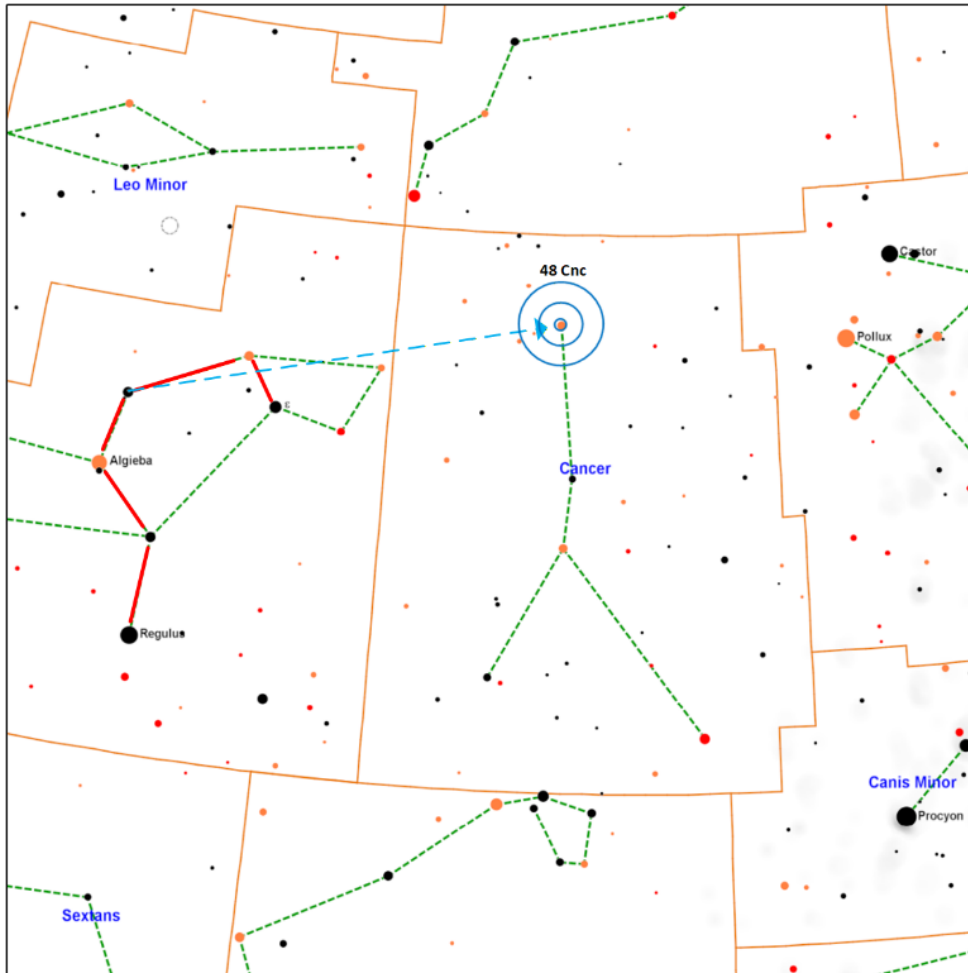 Leo Minor
Castor
48 Cnc
Pollux
ε
Algieba
Cancer
Regulus
Canis Minor
Procyon
Sextans